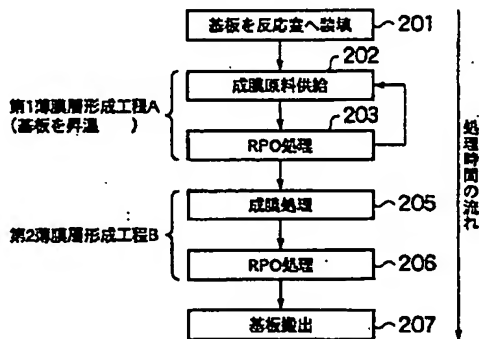 基板を反応室へ装填
201
202
成膜原料供給
第1薄膜層形成工程A
(基板を昇温 )
203
RPO処理
処理時間の流れ
成膜処理
205
第2薄膜層形成工程B
RPO処理
206
基板搬出
207